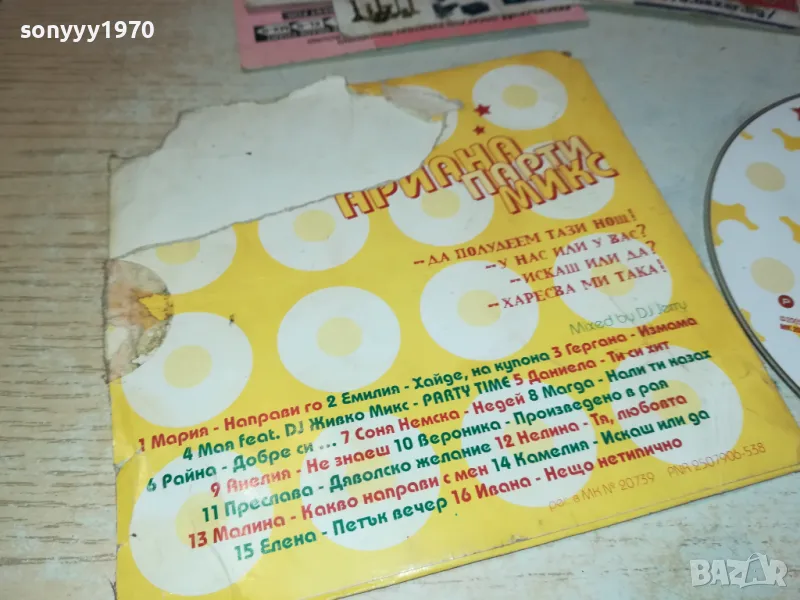 sonyyy1970
АРИАНА
ПАРТИ
МИКС
--ДА ПОЛУДЕЕМ ТАЗИ НОЩ!
--У НАС ИЛИ У ВАС?
--ИСКАШ ИЛИ ДА?
--ХАРЕСВА МИ ТАКА!
Mixed by DJ Jerry
1 Мария - Направи го 2 Емилия - Хайде, на купона 3 Гергана - Измама
4 Мая feat. DJ Живко Микс - PARTY TIME 5 Даниела - Ти-си хит
6 Райна - Добре си ... 7 Соня Немска - Недей 8 Магда - Нали ти казах
9 Анелия - Не знаеш 10 Вероника - Произведено в рая
11 Преслава - Дяволско желание 12 Нелина - Тя, любовта
13 Малина - Какво направи с мен 14 Камелия - Искаш или да
15 Елена - Петък вечер 16 Ивана - Нещо нетипично
рег. в МК № 20739 PNR 9501906-538
BAZAR